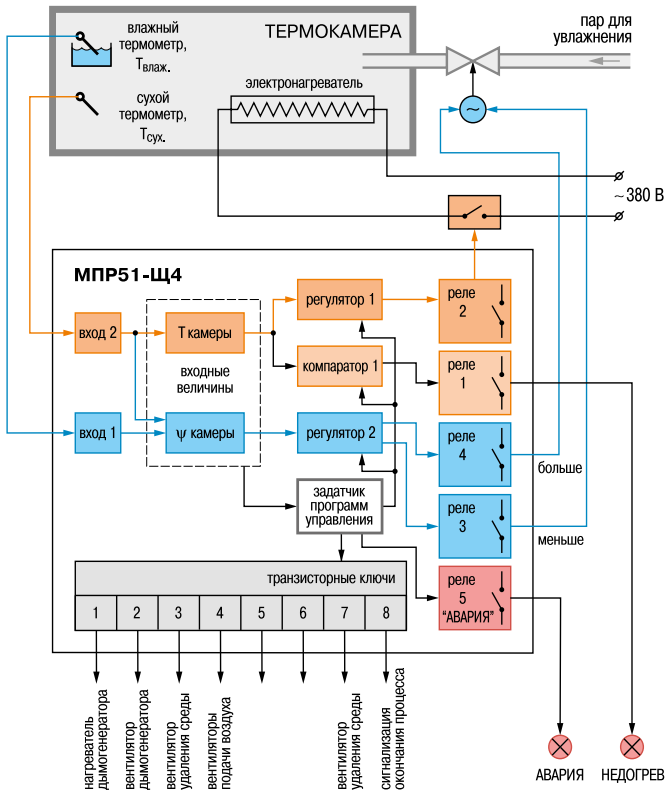 ТЕРМОКАМЕРА
влажный
термометр,
Tвлаж.
сухой
термометр,
Tсух.
электронагреватель
пар для
увлажнения
~
~380 В
МПР51-Щ4
вход 2
T камеры
входные
величины
вход 1
ψ камеры
регулятор 1
компаратор 1
регулятор 2
задатчик
программ
управления
реле
2
реле
1
реле
4
больше
реле
3
меньше
реле
5
"АВАРИЯ"
транзисторные ключи
1 2 3 4 5 6 7 8
нагреватель
дымогенератора
вентилятор
дымогенератора
вентилятор
удаления среды
вентиляторы
подачи воздуха
вентилятор
удаления среды
сигнализация
окончания процесса
АВАРИЯ
НЕДОГРЕВ